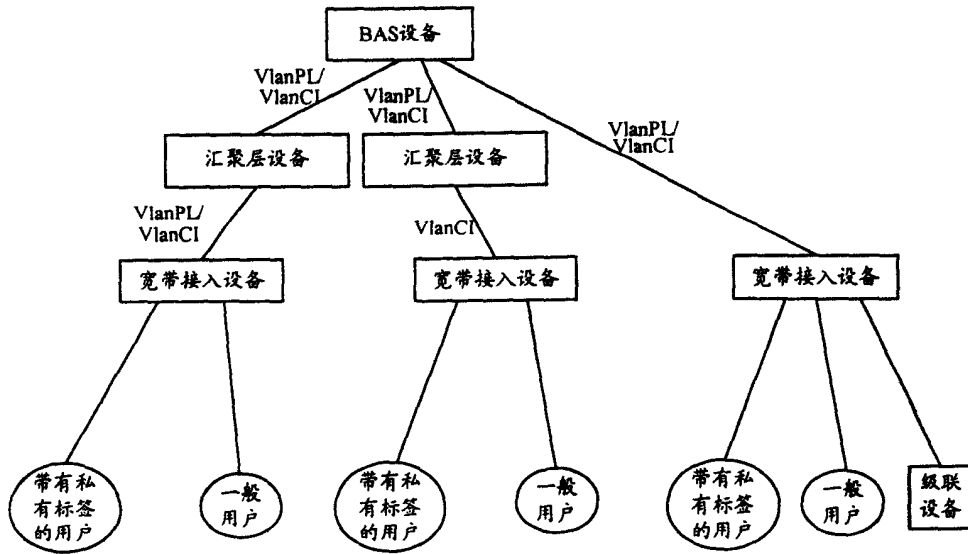 BAS设备
VlanPL/
VlanCI
VlanPL/
VlanCI
VlanPL/
VlanCI
汇聚层设备
汇聚层设备
VlanPL/
VlanCI
VlanCI
宽带接入设备
宽带接入设备
宽带接入设备
带有私
有标签
的用户
一般
用户
带有私
有标签
的用户
一般
用户
带有私
有标签
的用户
一般
用户
级联
设备